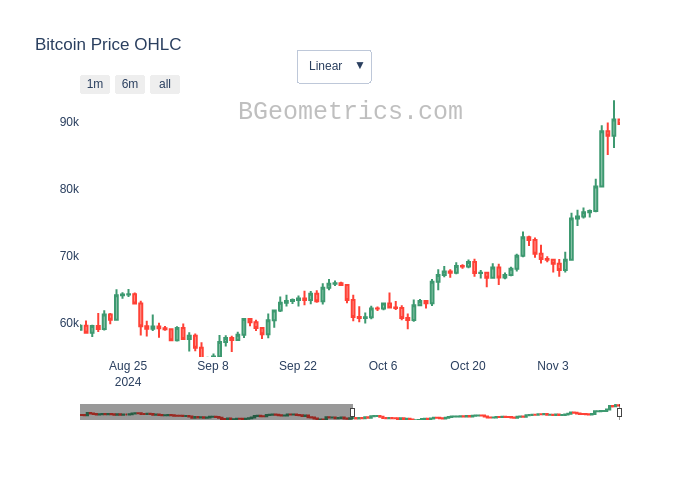 Bitcoin Price OHLC
Linear ▼
1m 6m all
BGeometrics.com
90k
80k
70k
60k
Aug 25 Sep 8 Sep 22 Oct 6 Oct 20 Nov 3
2024